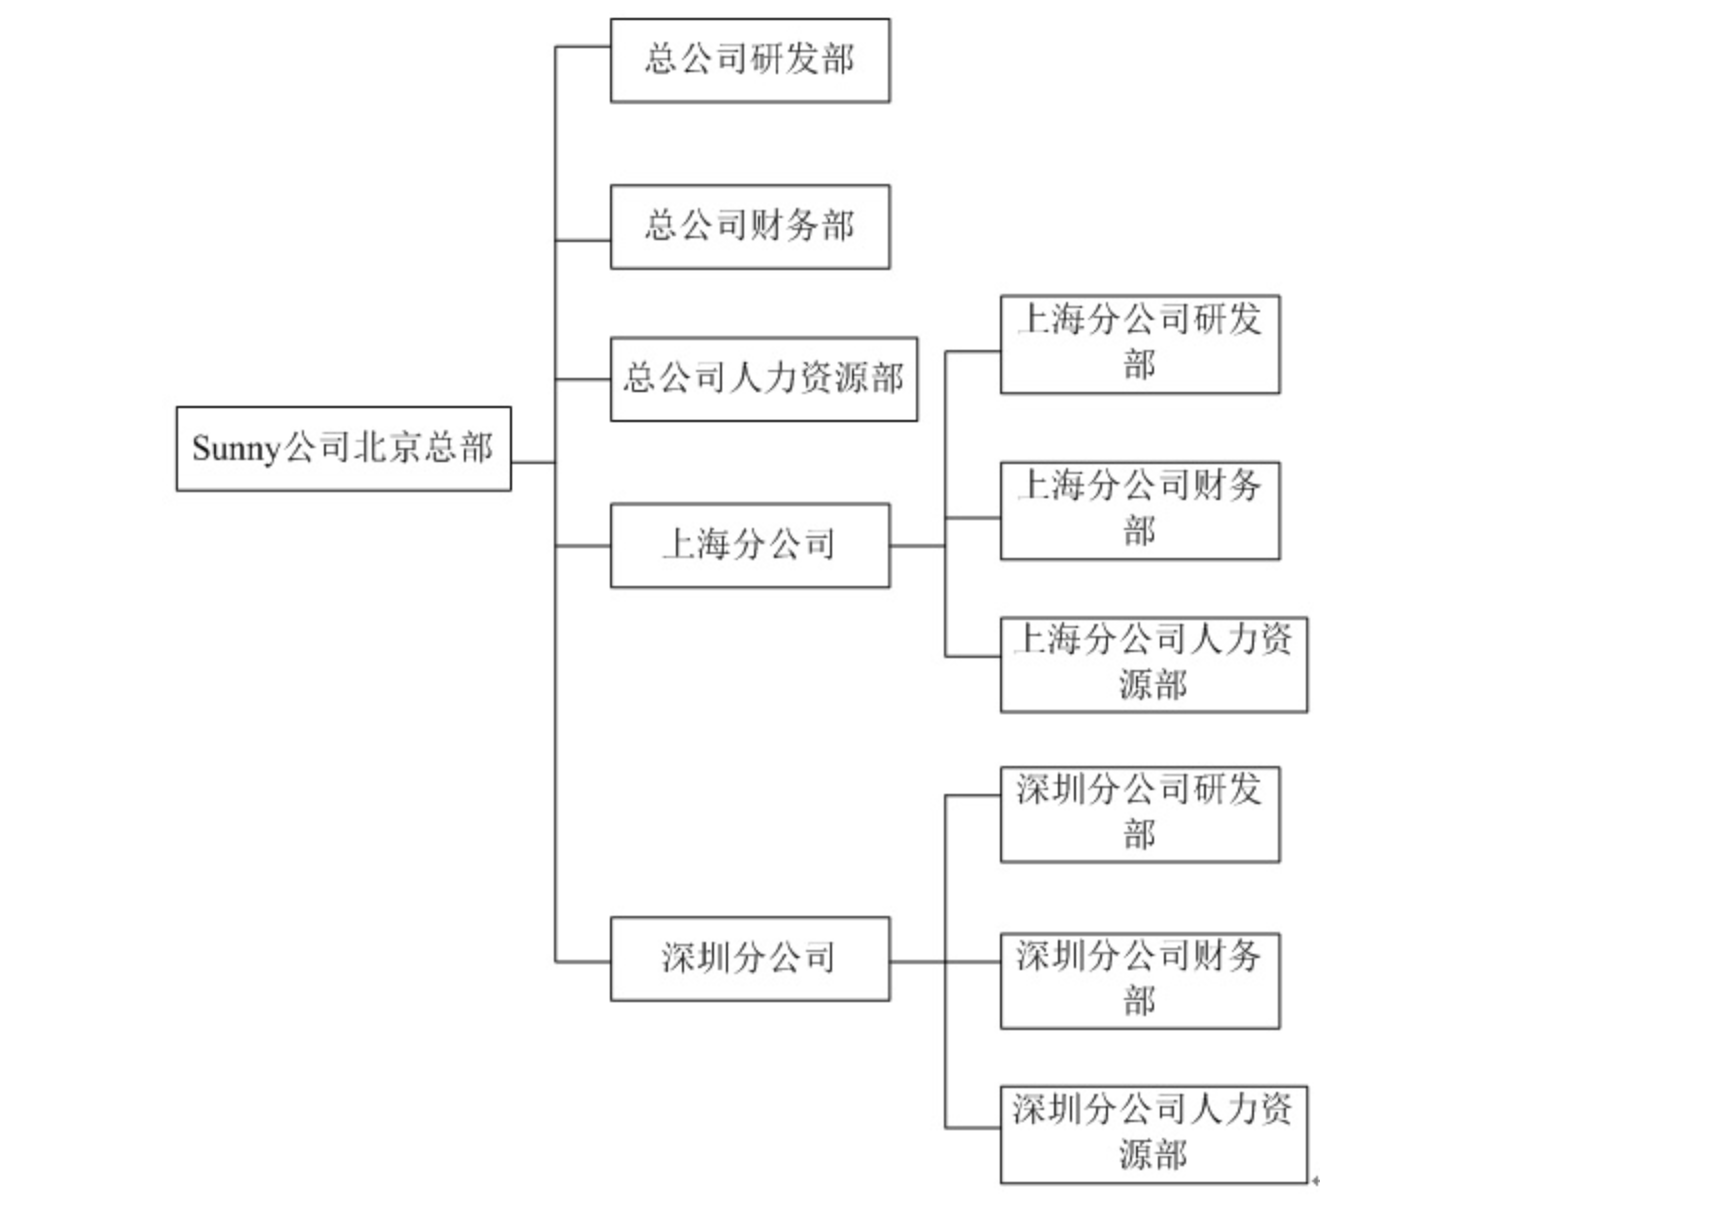 总公司研发部
总公司财务部
总公司人力资源部
Sunny公司北京总部
上海分公司
深圳分公司
上海分公司研发
部
上海分公司财务
部
上海分公司人力资
源部
深圳分公司研发
部
深圳分公司财务
部
深圳分公司人力资
源部